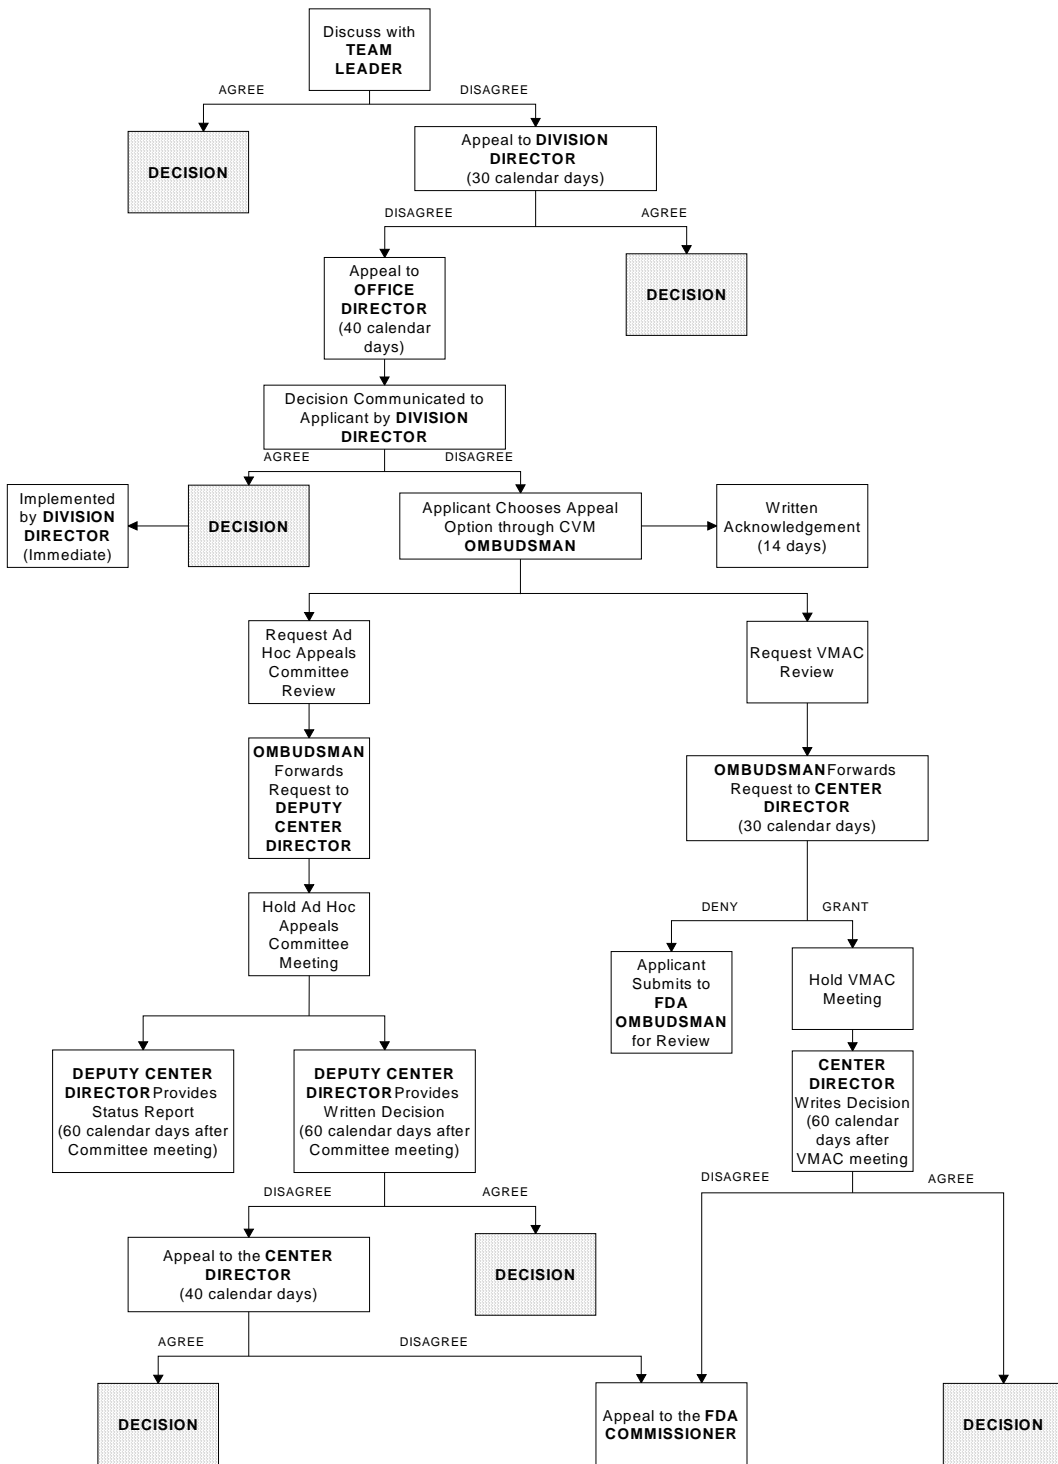 Discuss with
TEAM
LEADER
AGREE
DISAGREE
DECISION
Appeal to DIVISION
DIRECTOR
(30 calendar days)
DISAGREE
AGREE
Appeal to
OFFICE
DIRECTOR
(40 calendar
days)
DECISION
Decision Communicated to
Applicant by DIVISION
DIRECTOR
AGREE
DISAGREE
Implemented
by DIVISION
DIRECTOR
(Immediate)
DECISION
Applicant Chooses Appeal
Option through CVM
OMBUDSMAN
Written
Acknowledgement
(14 days)
Request Ad
Hoc Appeals
Committee
Review
Request VMAC
Review
OMBUDSMAN
Forwards
Request to
DEPUTY
CENTER
DIRECTOR
OMBUDSMAN Forwards
Request to CENTER
DIRECTOR
(30 calendar days)
Hold Ad Hoc
Appeals
Committee
Meeting
DENY
GRANT
Applicant
Submits to
FDA
OMBUDSMAN
for Review
Hold VMAC
Meeting
DEPUTY CENTER
DIRECTOR Provides
Status Report
(60 calendar days after
Committee meeting)
DEPUTY CENTER
DIRECTOR Provides
Written Decision
(60 calendar days after
Committee meeting)
CENTER
DIRECTOR
Writes Decision
(60 calendar
days after
VMAC meeting
DISAGREE
AGREE
DISAGREE
AGREE
Appeal to the CENTER
DIRECTOR
(40 calendar days)
DECISION
AGREE
DISAGREE
DECISION
Appeal to the FDA
COMMISSIONER
DECISION